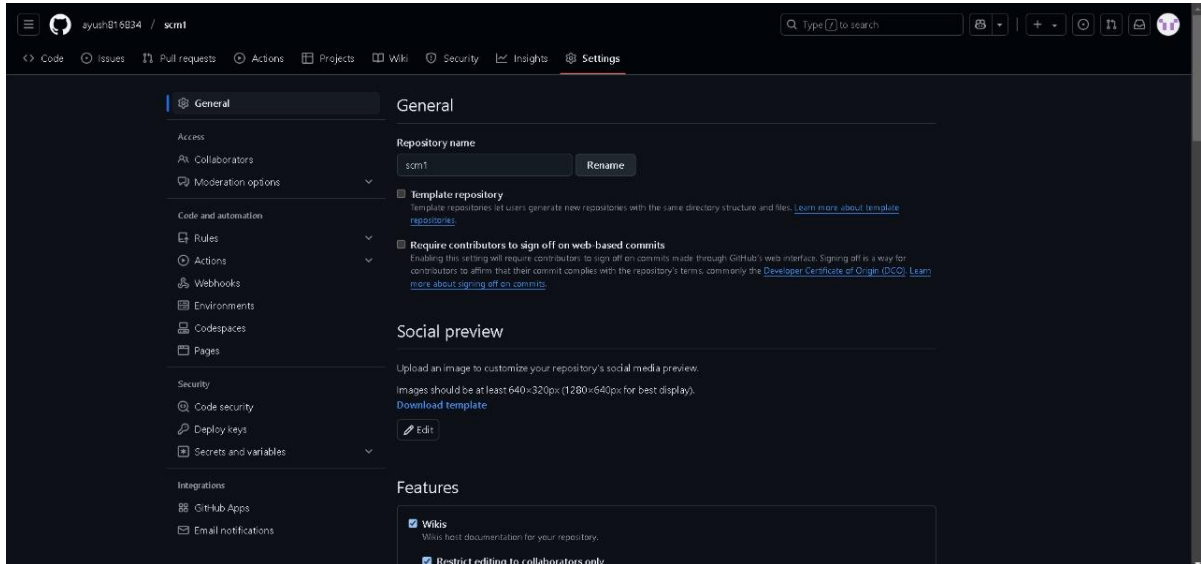 ayush816834 / scm1
Type / to search
Code
Issues
Pull requests
Actions
Projects
Wiki
Security
Insights
Settings
General
Access
Collaborators
Moderation options
Code and automation
Rules
Actions
Webhooks
Environments
Codespaces
Pages
Security
Code security
Deploy keys
Secrets and variables
Integrations
GitHub Apps
Email notifications
General
Repository name
scm1
Rename
Template repository
Template repositories let users generate new repositories with the same directory structure and files. Learn more about template
repositories.
Require contributors to sign off on web-based commits
Enabling this setting will require contributors to sign off on commits made through GitHub's web interface. Signing off is a way for
contributors to affirm that their commit complies with the repository's terms, commonly the Developer Certificate of Origin (DCO). Learn
more about signing off on commits.
Social preview
Upload an image to customize your repository's social media preview.
Images should be at least 640×320px (1280×640px for best display).
Download template
Edit
Features
Wikis
Wikis host documentation for your repository.
Restrict editing to collaborators only